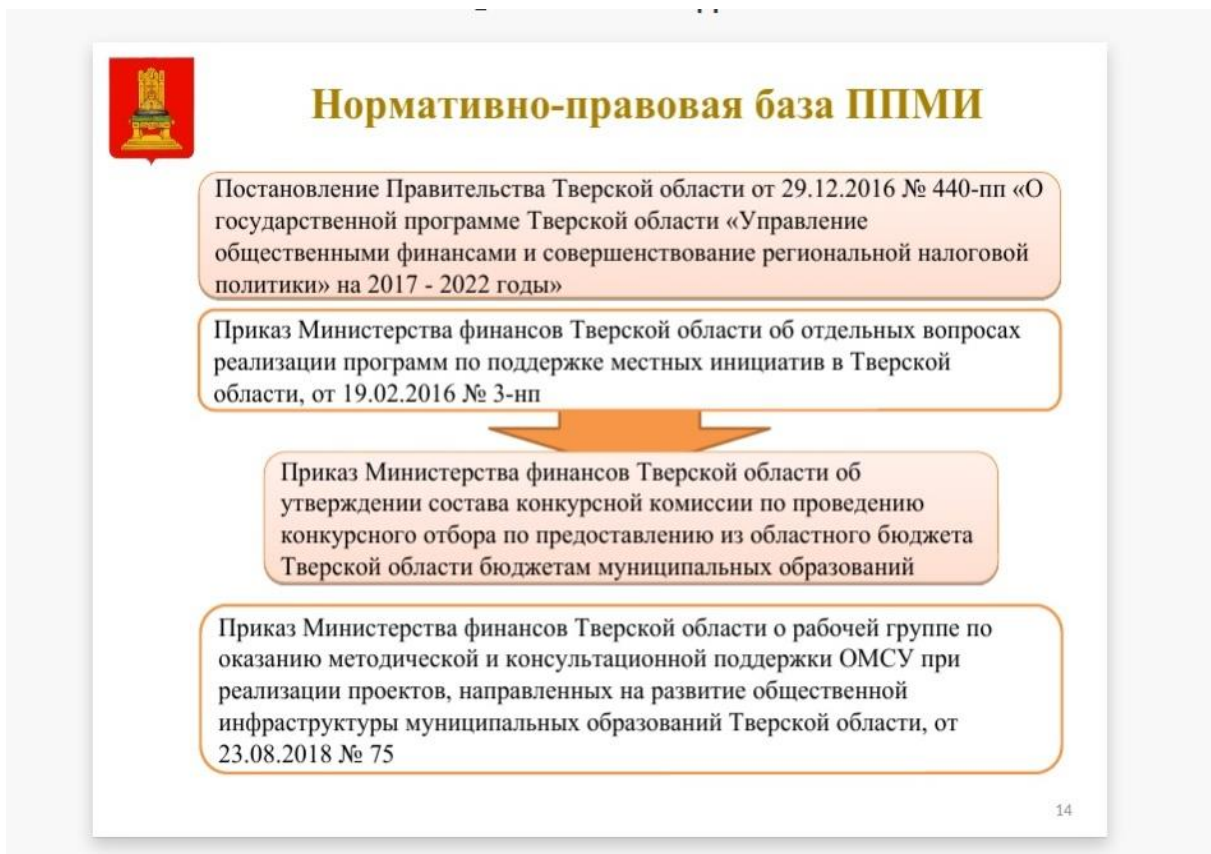 Нормативно-правовая база ППМИ
Постановление Правительства Тверской области от 29.12.2016 № 440-пп «О
государственной программе Тверской области «Управление
общественными финансами и совершенствование региональной налоговой
политики» на 2017 - 2022 годы»
Приказ Министерства финансов Тверской области об отдельных вопросах
реализации программ по поддержке местных инициатив в Тверской
области, от 19.02.2016 № 3-нп
Приказ Министерства финансов Тверской области об
утверждении состава конкурсной комиссии по проведению
конкурсного отбора по предоставлению из областного бюджета
Тверской области бюджетам муниципальных образований
Приказ Министерства финансов Тверской области о рабочей группе по
оказанию методической и консультационной поддержки ОМСУ при
реализации проектов, направленных на развитие общественной
инфраструктуры муниципальных образований Тверской области, от
23.08.2018 № 75
14